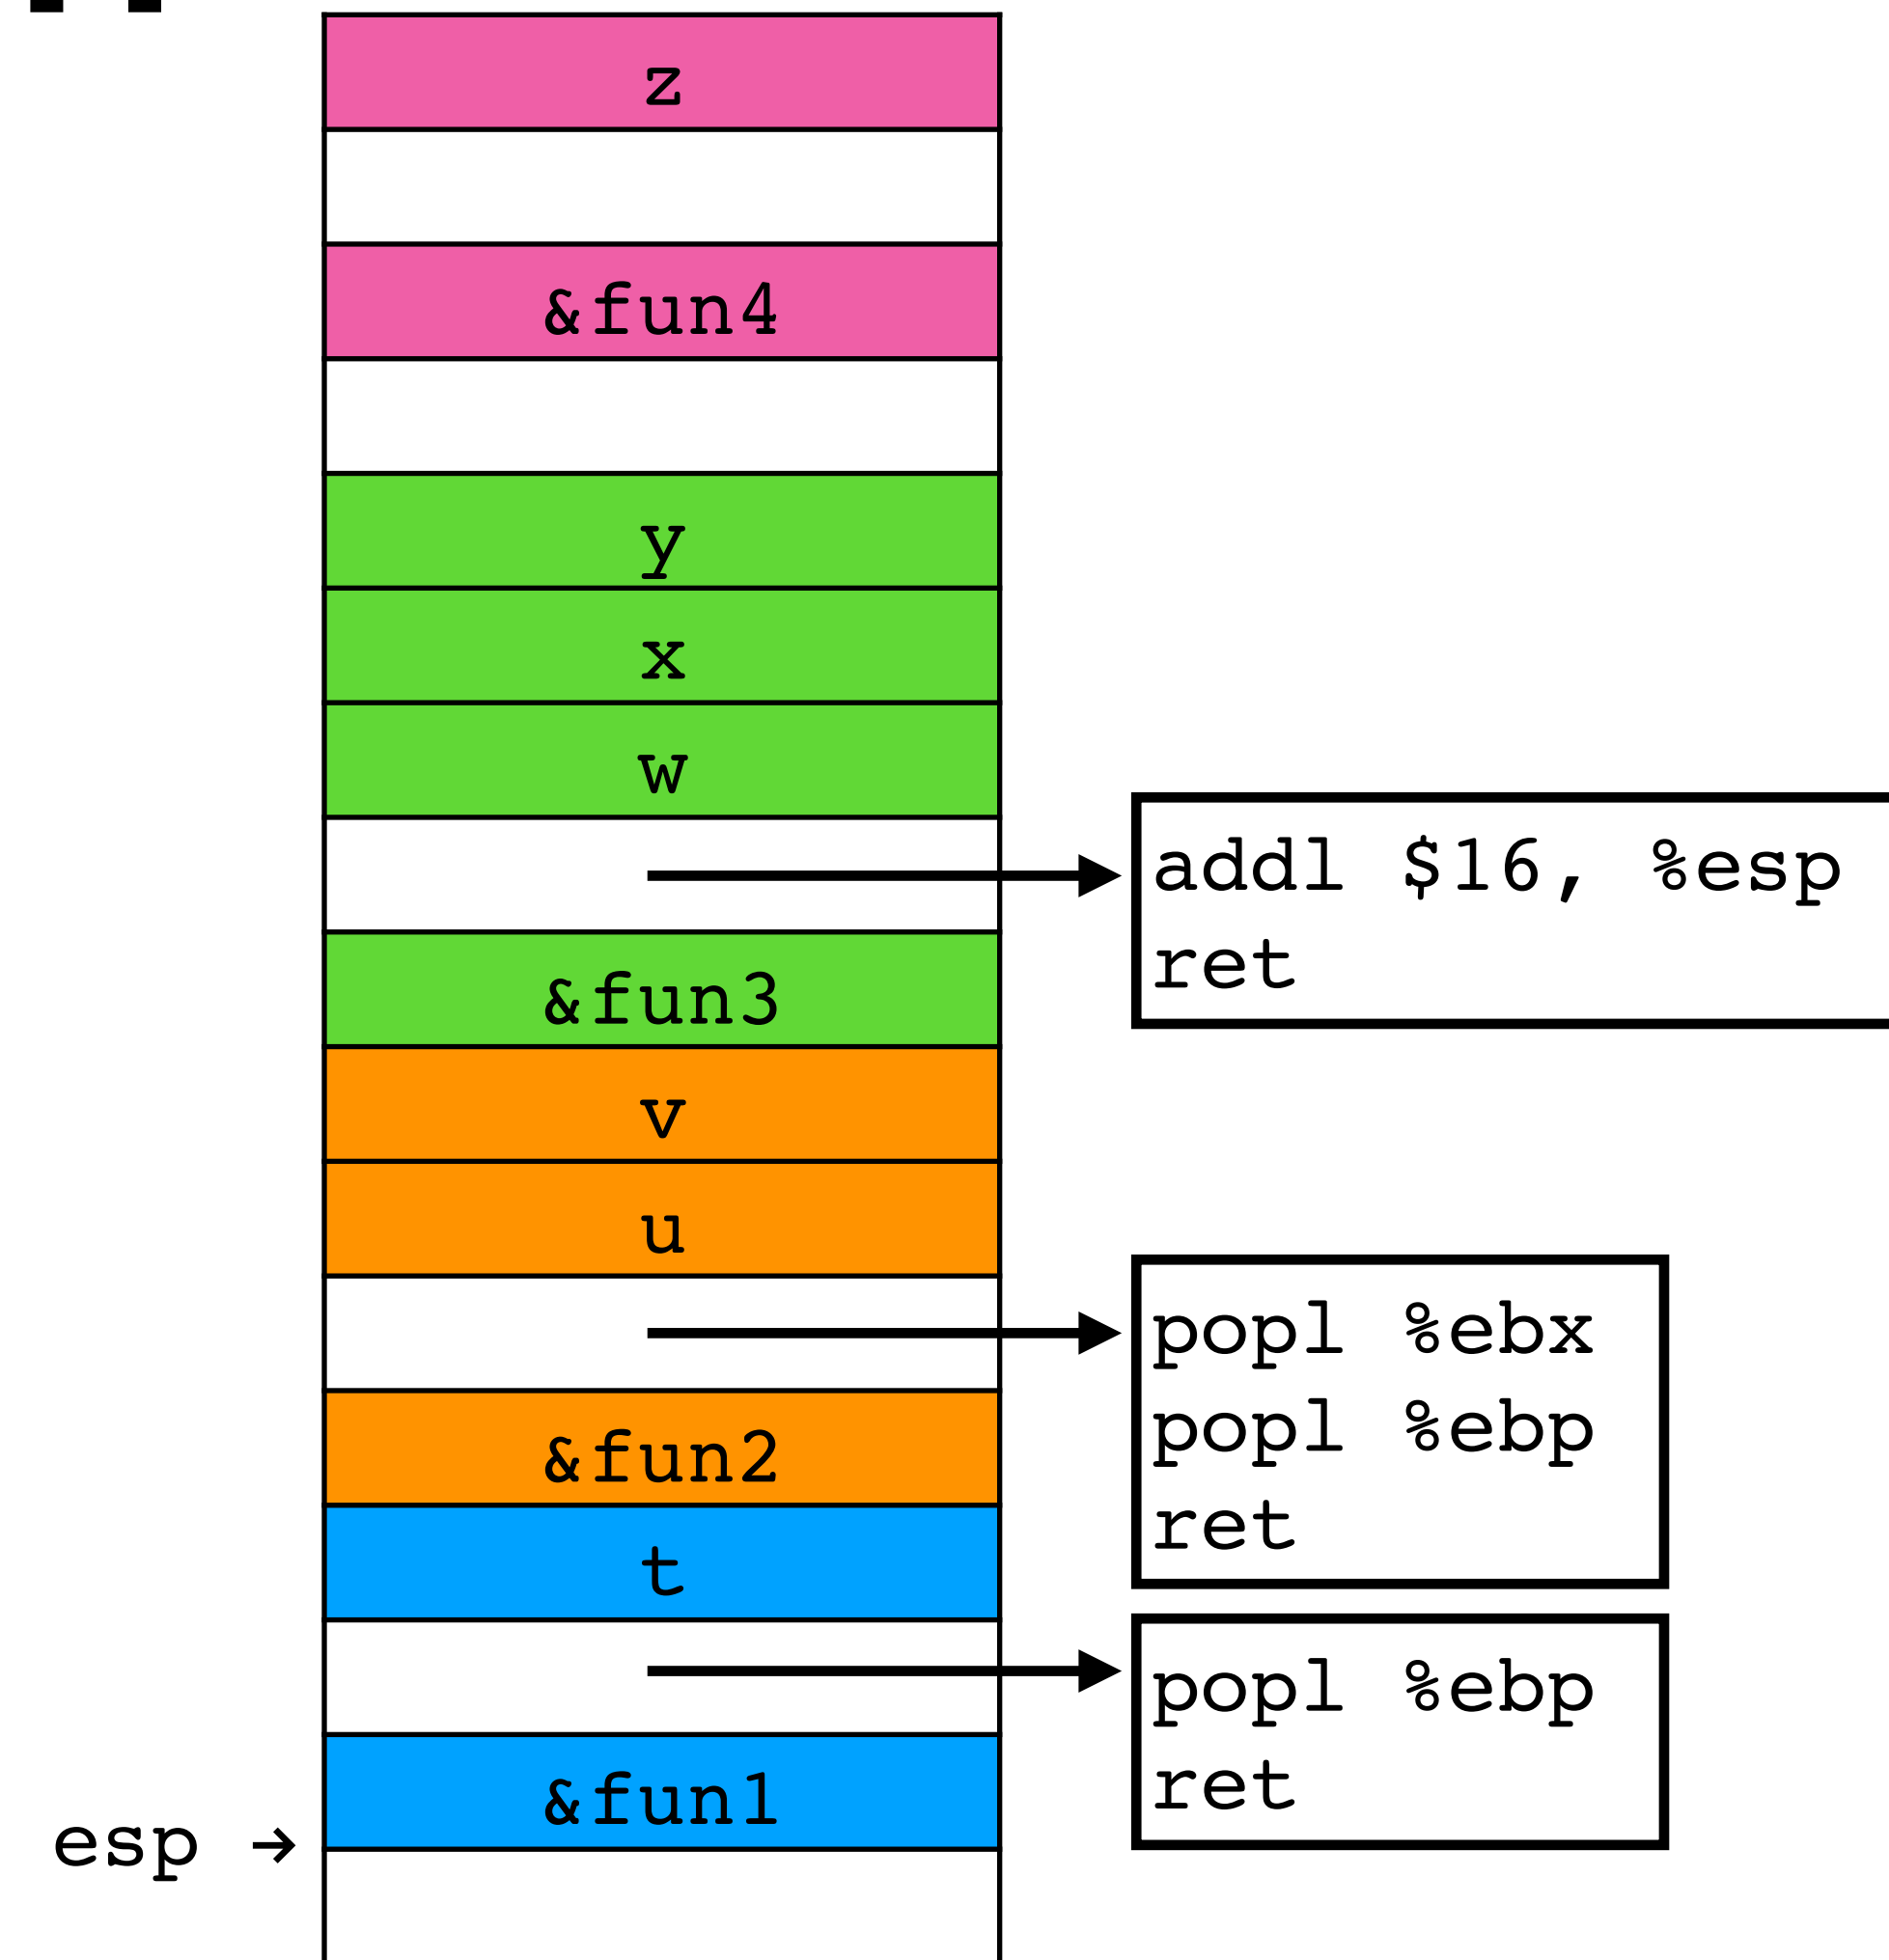 z
&fun4
y
x
w
addl $16, %esp
ret
&fun3
v
u
popl %ebx
popl %ebp
ret
&fun2
t
popl %ebp
ret
&fun1
esp →